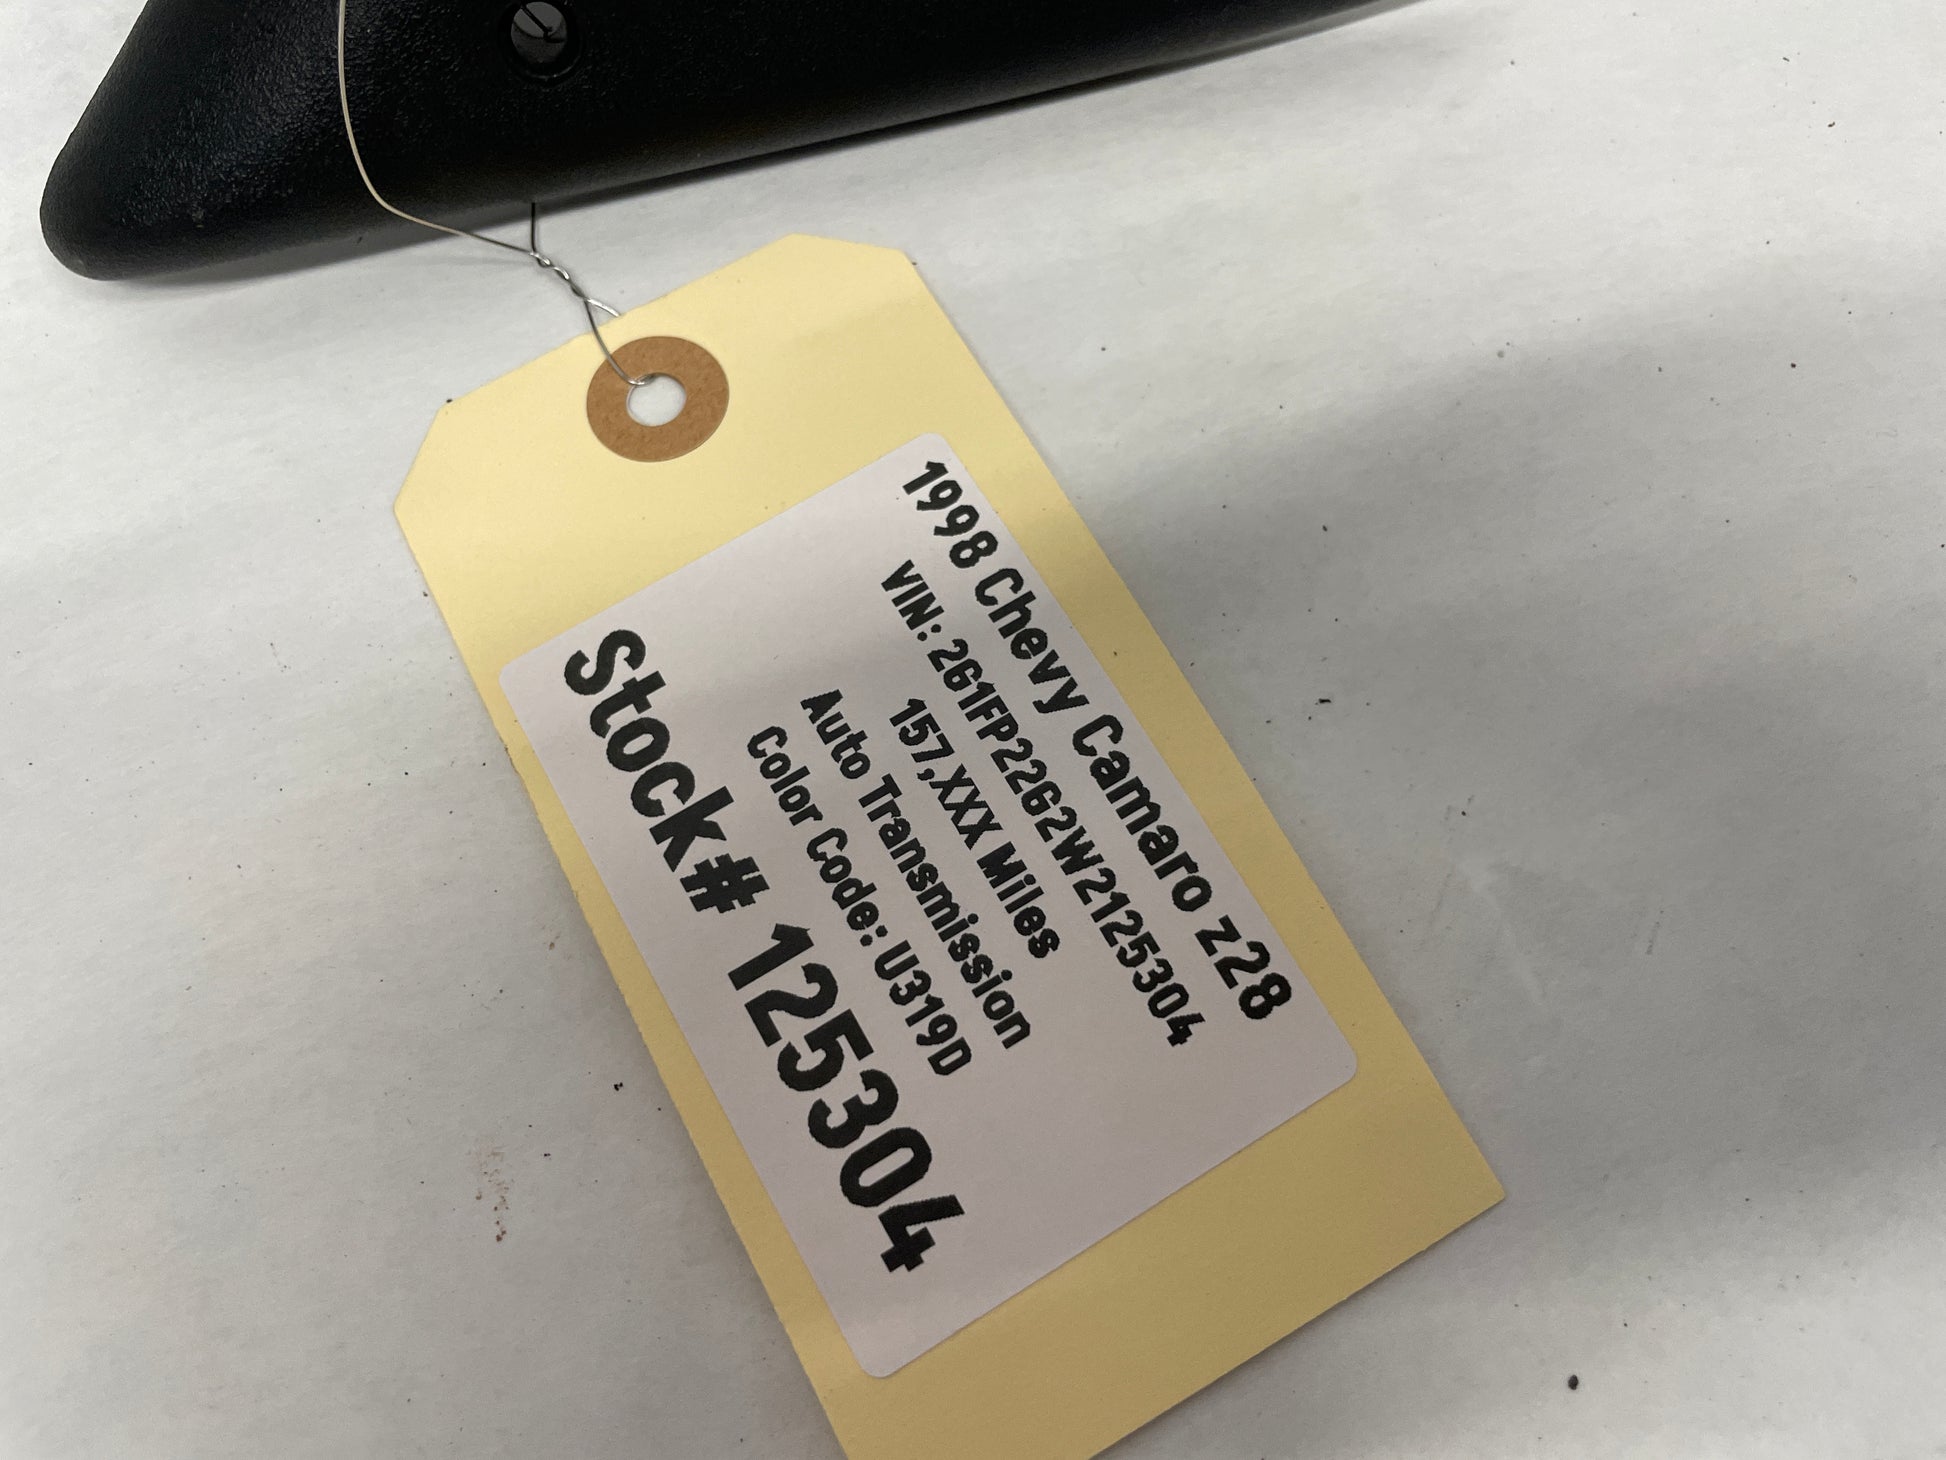 1998 Chevy Camaro z28
VIN: 2G1FP22G2W2125304
157,XXX Miles
Auto Transmission
Color Code: U319D
Stock# 125304